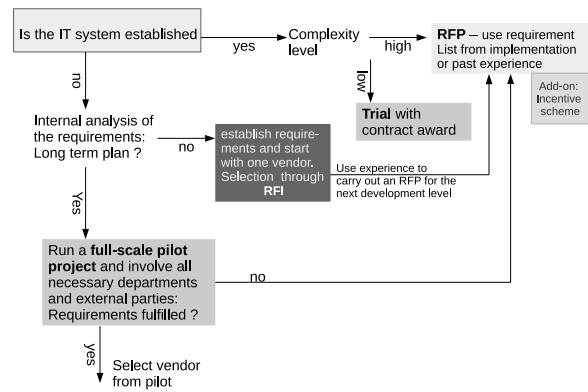 Is the IT system established
yes
Complexity
level
high
RFP – use requirement
List from implementation
or past experience
Add-on:
Incentive
scheme
no
low
Trial with
contract award
Internal analysis of
the requirements:
Long term plan ?
no
establish require-
ments and start
with one vendor.
Selection through
RFI
Use experience to
carry out an RFP for the
next development level
Yes
Run a full-scale pilot
project and involve all
necessary departments
and external parties:
Requirements fulfilled ?
no
yes
Select vendor
from pilot